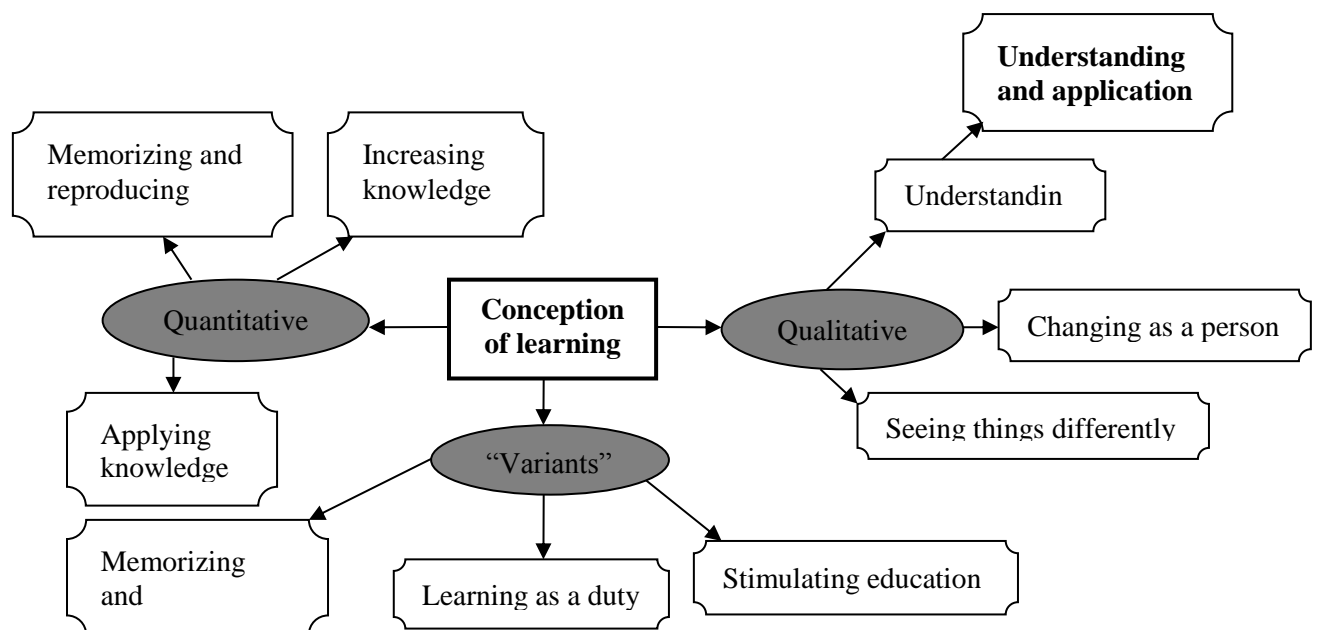 Understanding
and application
Memorizing and
reproducing
Increasing
knowledge
Understandin
Quantitative
Conception
of learning
Qualitative
Changing as a person
Applying
knowledge
Seeing things differently
“Variants”
Memorizing
and
Learning as a duty
Stimulating education